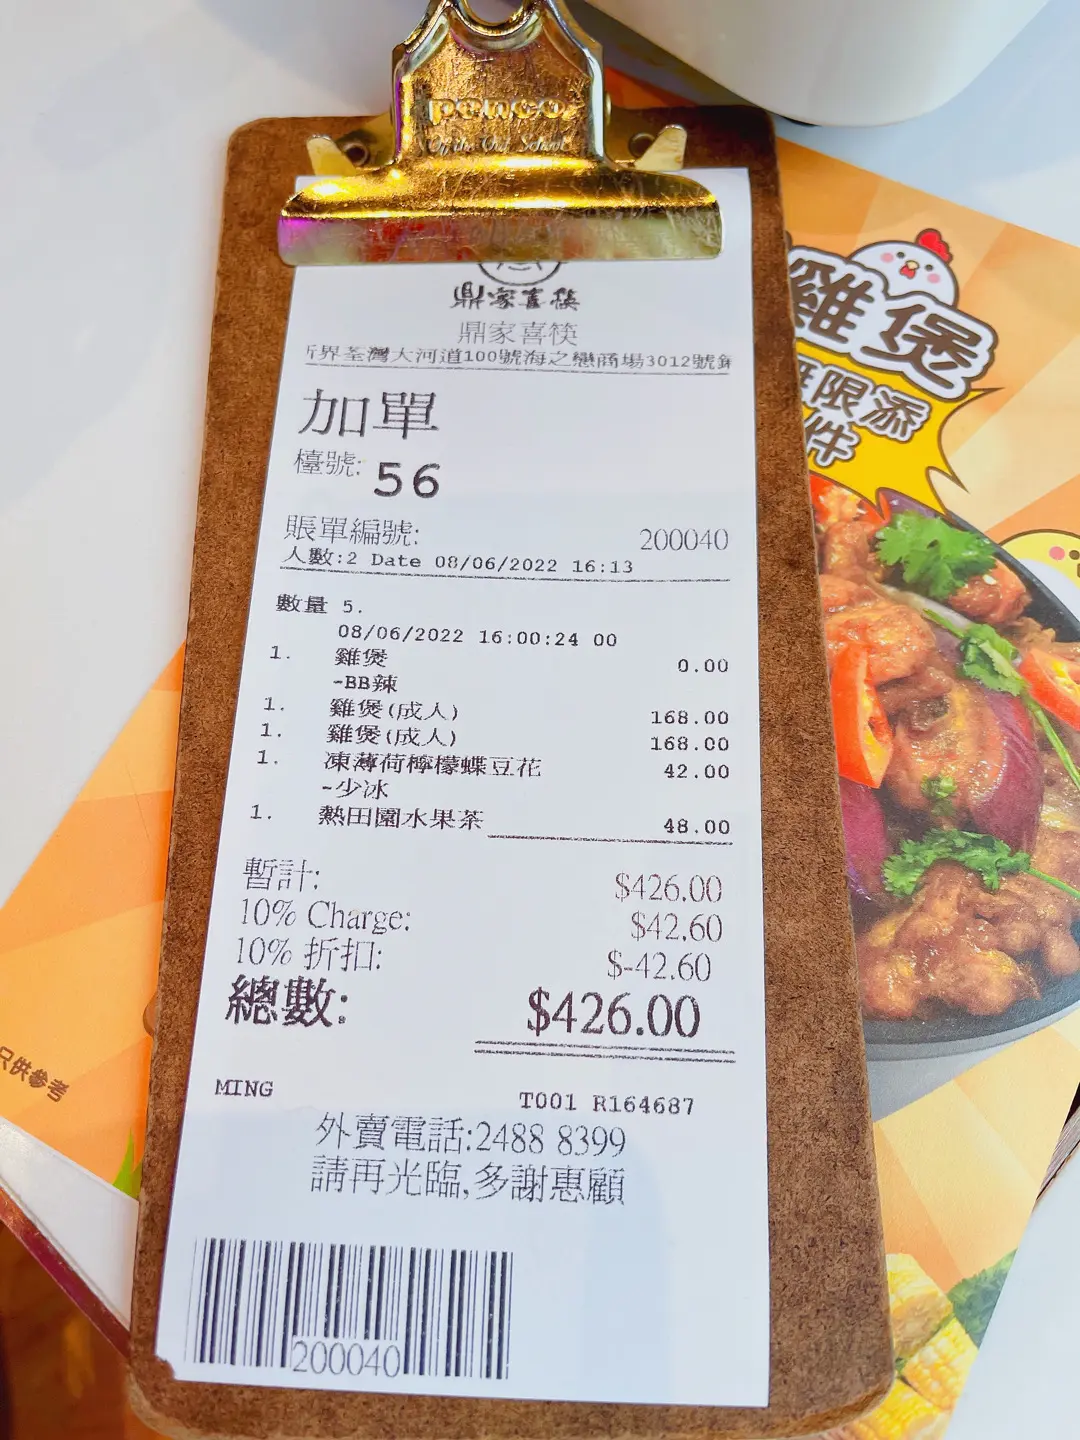 penco
Off the Old School
鼎家喜筷
鼎家喜筷
界荃灣大河道100號海之戀商場3012號
加單
檯號: 56
賬單編號: 200040
人數:2 Date 08/06/2022 16:13
數量 5.
08/06/2022 16:00:24 00
1. 雞煲 0.00
-BB辣
1. 雞煲(成人) 168.00
1. 雞煲(成人) 168.00
1. 凍薄荷檸檬蝶豆花 42.00
-少冰
1. 熱田園水果茶 48.00
暫計: $426.00
10% Charge: $42.60
10% 折扣: $-42.60
總數: $426.00
MING T001 R164687
外賣電話:2488 8399
請再光臨,多謝惠顧
200040
雞煲
限添
件
只供參考